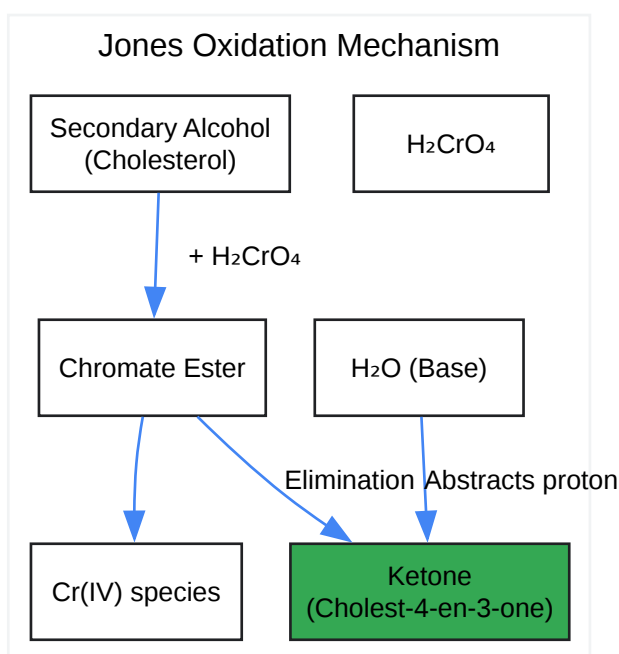 Jones Oxidation Mechanism
Secondary Alcohol
(Cholesterol)
H₂CrO₄
+ H₂CrO₄
Chromate Ester
H₂O (Base)
Elimination
Abstracts proton
Cr(IV) species
Ketone
(Cholest-4-en-3-one)